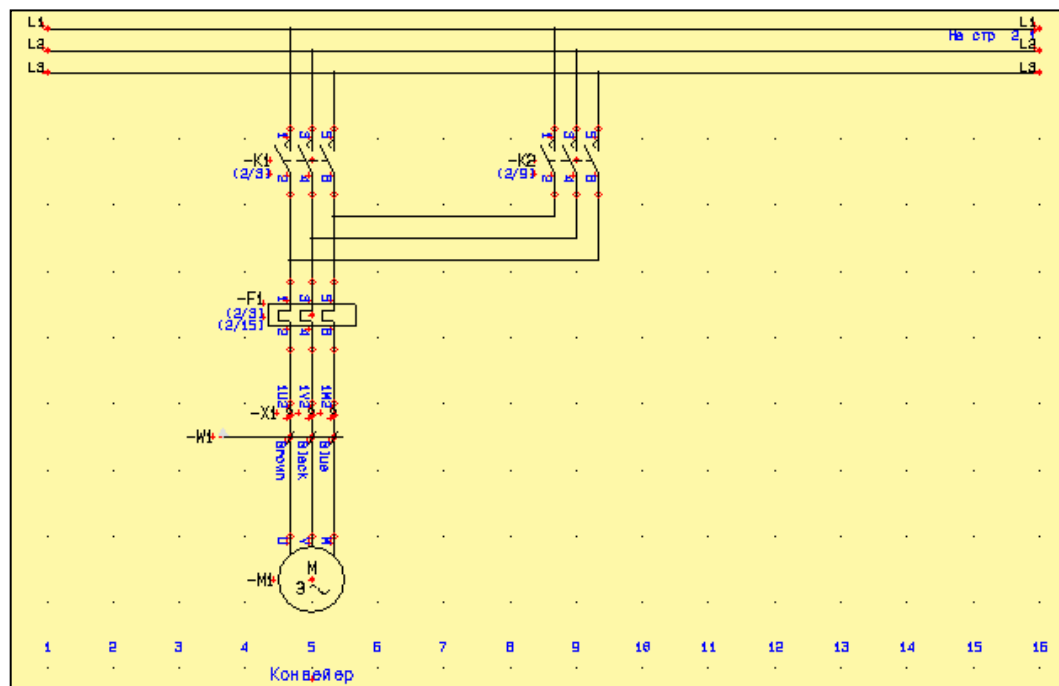 L1 L1
На стр 2.1
L2 L2
L3 L3
1 3 5 1 3 5
-K1 -K2
(2/3) (2/9)
2 4 6 2 4 6
-F1 1 3 5
(2/3)
(2/15) 2 4 6
1U2 1V2 1W2
-X1
-W1
Brown Black Blue
U V W
M
-M1
3
1 2 3 4 5 6 7 8 9 10 11 12 13 14 15 16
Конвейер